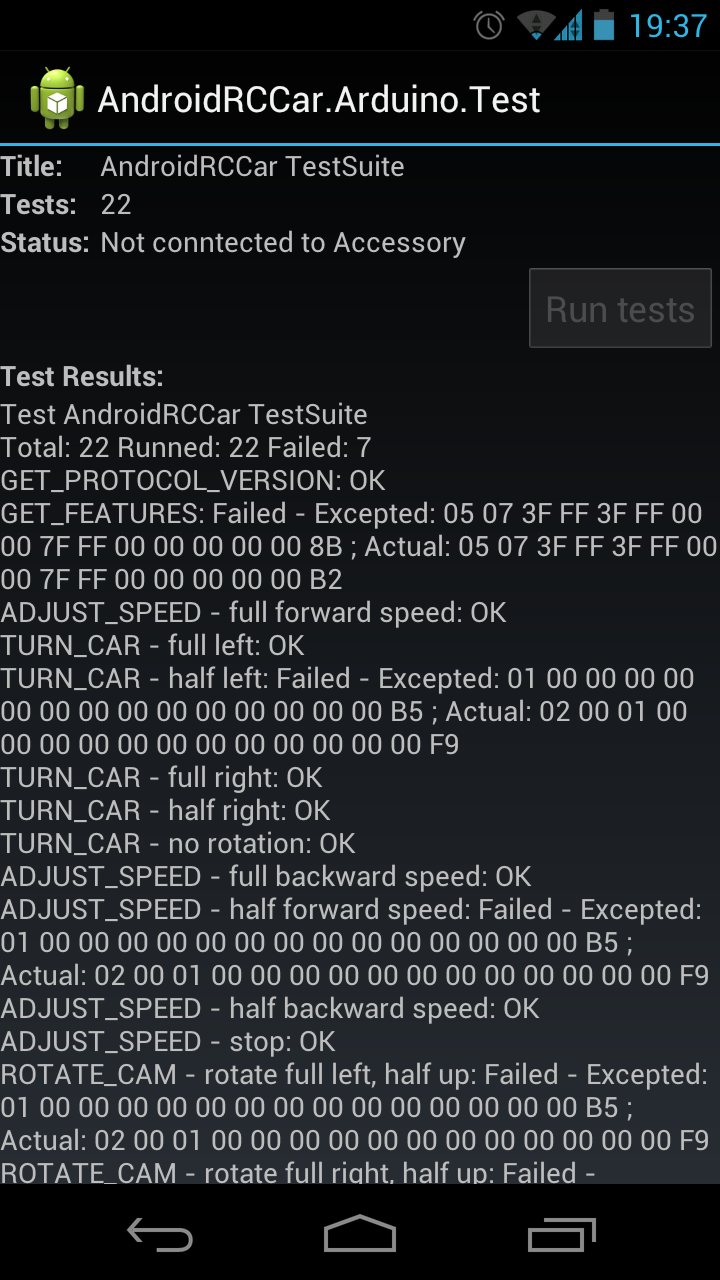 19:37
AndroidRCCar.Arduino.Test
Title: AndroidRCCar TestSuite
Tests: 22
Status: Not conntected to Accessory
Run tests
Test Results:
Test AndroidRCCar TestSuite
Total: 22 Runned: 22 Failed: 7
GET_PROTOCOL_VERSION: OK
GET_FEATURES: Failed - Excepted: 05 07 3F FF 3F FF 00
00 7F FF 00 00 00 00 00 8B ; Actual: 05 07 3F FF 3F FF 00
00 7F FF 00 00 00 00 00 B2
ADJUST_SPEED - full forward speed: OK
TURN_CAR - full left: OK
TURN_CAR - half left: Failed - Excepted: 01 00 00 00 00
00 00 00 00 00 00 00 00 00 00 B5 ; Actual: 02 00 01 00
00 00 00 00 00 00 00 00 00 00 00 F9
TURN_CAR - full right: OK
TURN_CAR - half right: OK
TURN_CAR - no rotation: OK
ADJUST_SPEED - full backward speed: OK
ADJUST_SPEED - half forward speed: Failed - Excepted:
01 00 00 00 00 00 00 00 00 00 00 00 00 00 00 B5 ;
Actual: 02 00 01 00 00 00 00 00 00 00 00 00 00 00 00 F9
ADJUST_SPEED - half backward speed: OK
ADJUST_SPEED - stop: OK
ROTATE_CAM - rotate full left, half up: Failed - Excepted:
01 00 00 00 00 00 00 00 00 00 00 00 00 00 00 B5 ;
Actual: 02 00 01 00 00 00 00 00 00 00 00 00 00 00 00 F9
ROTATE_CAM - rotate full right, half up: Failed -